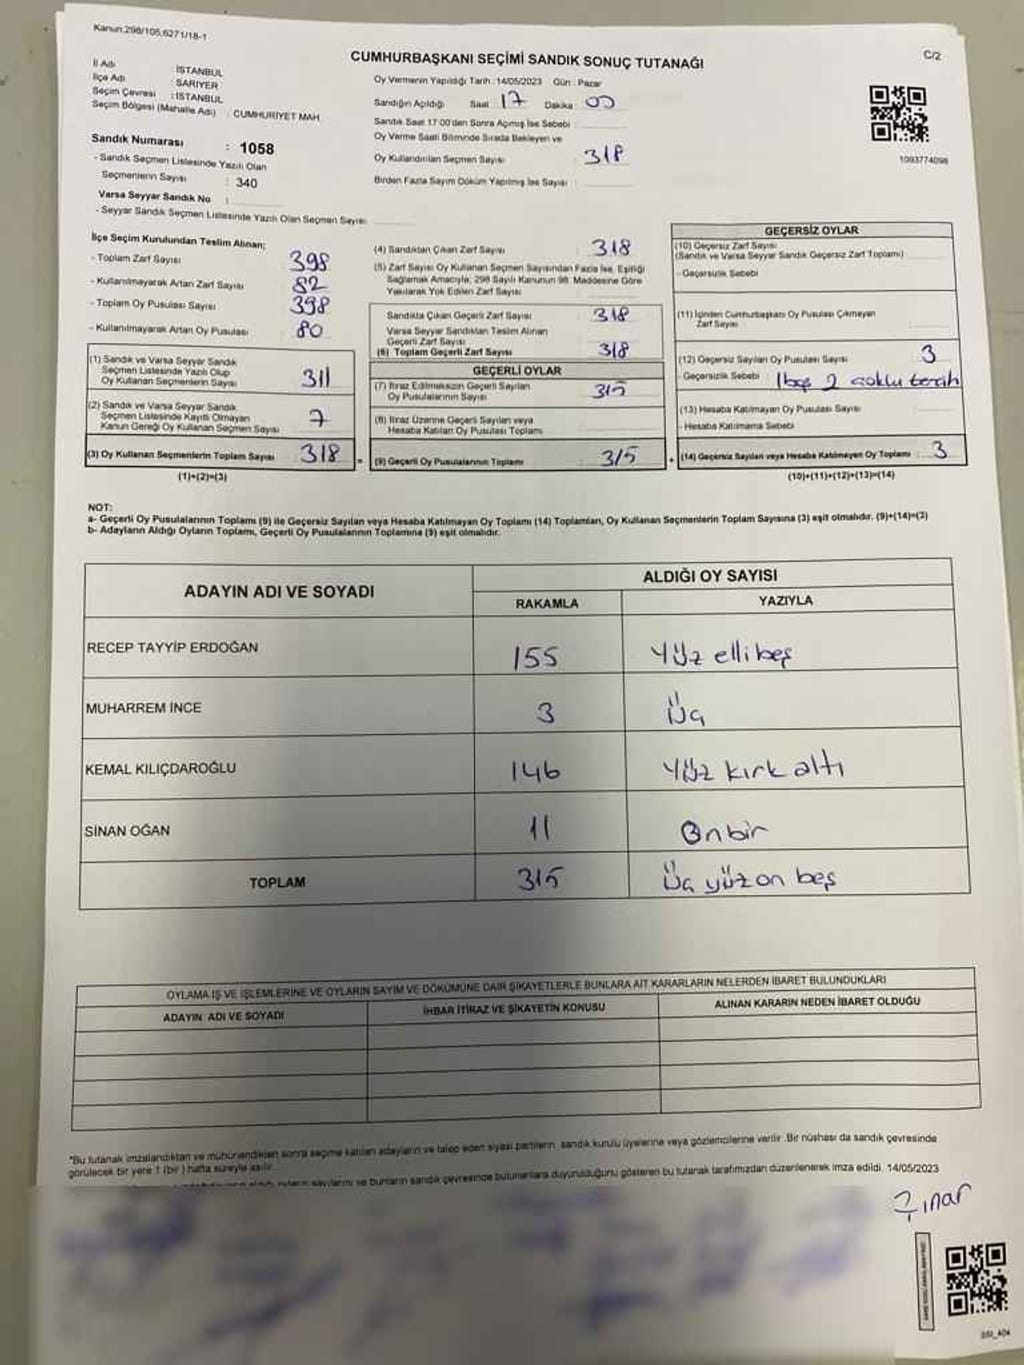 Kanun:298/105,6271/18-1
C/2
CUMHURBAŞKANI SEÇİMİ SANDIK SONUÇ TUTANAĞI
İl Adı : İSTANBUL
İlçe Adı : SARIYER
Seçim Çevresi : İSTANBUL
Seçim Bölgesi (Mahalle Adı) : CUMHURİYET MAH.
Sandık Numarası : 1058
- Sandık Seçmen Listesinde Yazılı Olan
Seçmenlerin Sayısı : 340
Varsa Seyyar Sandık No :
- Seyyar Sandık Seçmen Listesinde Yazılı Olan Seçmen Sayısı:
Oy Vermenin Yapıldığı Tarih : 14/05/2023 Gün : Pazar
Sandığın Açıldığı Saat 17 Dakika : 00
Sandık Saat 17:00'den Sonra Açmış İse Sebebi :
Oy Verme Saati Bitiminde Sırada Bekleyen ve
Oy Kullandırılan Seçmen Sayısı : 318
Birden Fazla Sayım Döküm Yapılmış İse Sayısı :
1093774098
İlçe Seçim Kurulundan Teslim Alınan;
- Toplam Zarf Sayısı 398
- Kullanılmayarak Artan Zarf Sayısı 82
- Toplam Oy Pusulası Sayısı 398
- Kullanılmayarak Artan Oy Pusulası 80
(1) Sandık ve Varsa Seyyar Sandık
Seçmen Listesinde Yazılı Olup
Oy Kullanan Seçmenlerin Sayısı 311
(2) Sandık ve Varsa Seyyar Sandık
Seçmen Listesinde Kayıtlı Olmayan
Kanun Gereği Oy Kullanan Seçmen Sayısı 7
(3) Oy Kullanan Seçmenlerin Toplam Sayısı 318
(1)+(2)=(3)
(4) Sandıktan Çıkan Zarf Sayısı : 318
(5) Zarf Sayısı Oy Kullanan Seçmen Sayısından Fazla İse, Eşitliği
Sağlamak Amacıyla; 298 Sayılı Kanunun 98. Maddesine Göre
Yakılarak Yok Edilen Zarf Sayısı :
Sandıkta Çıkan Geçerli Zarf Sayısı : 318
Varsa Seyyar Sandıktan Teslim Alınan
Geçerli Zarf Sayısı :
(6) Toplam Geçerli Zarf Sayısı : 318
GEÇERLİ OYLAR
(7) İtiraz Edilmeksizin Geçerli Sayılan
Oy Pusulalarının Sayısı : 315
(8) İtiraz Üzerine Geçerli Sayılan veya
Hesaba Katılan Oy Pusulası Toplamı :
= (9) Geçerli Oy Pusulalarının Toplamı : 315
GEÇERSİZ OYLAR
(10) Geçersiz Zarf Sayısı
(Sandık ve Varsa Seyyar Sandık Geçersiz Zarf Toplamı)
- Geçersizlik Sebebi
(11) İçinden Cumhurbaşkanı Oy Pusulası Çıkmayan
Zarf Sayısı
(12) Geçersiz Sayılan Oy Pusulası Sayısı : 3
- Geçersizlik Sebebi : 1 boş 2 çoklu tercih
(13) Hesaba Katılmayan Oy Pusulası Sayısı :
- Hesaba Katılmama Sebebi
+ (14) Geçersiz Sayılan veya Hesaba Katılmayan Oy Toplamı : 3
(10)+(11)+(12)+(13)=(14)
NOT:
a- Geçerli Oy Pusulalarının Toplamı (9) ile Geçersiz Sayılan veya Hesaba Katılmayan Oy Toplamı (14) Toplamları, Oy Kullanan Seçmenlerin Toplam Sayısına (3) eşit olmalıdır. (9)+(14)=(3)
b- Adayların Aldığı Oyların Toplamı, Geçerli Oy Pusulalarının Toplamına (9) eşit olmalıdır.
ADAYIN ADI VE SOYADI
ALDIĞI OY SAYISI
RAKAMLA YAZIYLA
RECEP TAYYİP ERDOĞAN 155 Yüz elli beş
MUHARREM İNCE 3 Üç
KEMAL KILIÇDAROĞLU 146 Yüz kırk altı
SİNAN OĞAN 11 On bir
TOPLAM 315 Üç yüz on beş
OYLAMA İŞ VE İŞLEMLERİNE VE OYLARIN SAYIM VE DÖKÜMÜNE DAİR ŞİKAYETLERLE BUNLARA AİT KARARLARIN NELERDEN İBARET BULUNDUKLARI
ADAYIN ADI VE SOYADI İHBAR İTİRAZ VE ŞİKAYETİN KONUSU ALINAN KARARIN NEDEN İBARET OLDUĞU
*Bu tutanak imzalandıktan ve mühürlendikten sonra seçime katılan adayların ve talep eden siyasi partilerin sandık kurulu üyelerine veya gözlemcilerine verilir. Bir nüshası da sandık çevresinde
görülecek bir yere 1 (bir) hafta süreyle asılır.
oyların sayılarını ve bunların sandık çevresinde bulunanlara duyurulduğunu gösteren bu tutanak tarafımızdan düzenlenerek imza edildi. 14/05/2023
Çınar